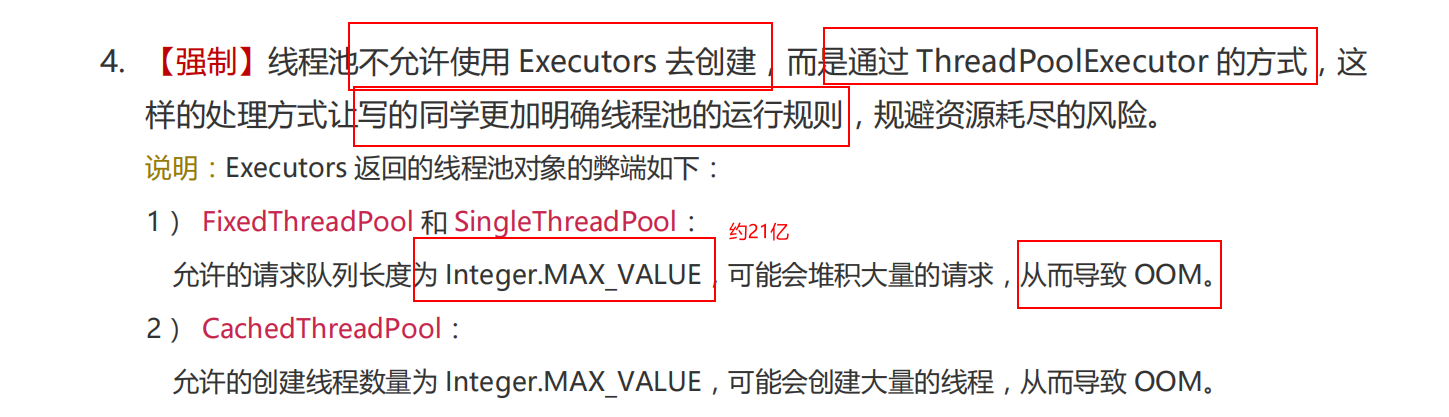 4. 【强制】线程池不允许使用 Executors 去创建，而是通过 ThreadPoolExecutor 的方式，这
样的处理方式让写的同学更加明确线程池的运行规则，规避资源耗尽的风险。
说明：Executors 返回的线程池对象的弊端如下：
1） FixedThreadPool 和 SingleThreadPool：
约21亿
允许的请求队列长度为 Integer.MAX_VALUE，可能会堆积大量的请求，从而导致 OOM。
2） CachedThreadPool：
允许的创建线程数量为 Integer.MAX_VALUE，可能会创建大量的线程，从而导致 OOM。